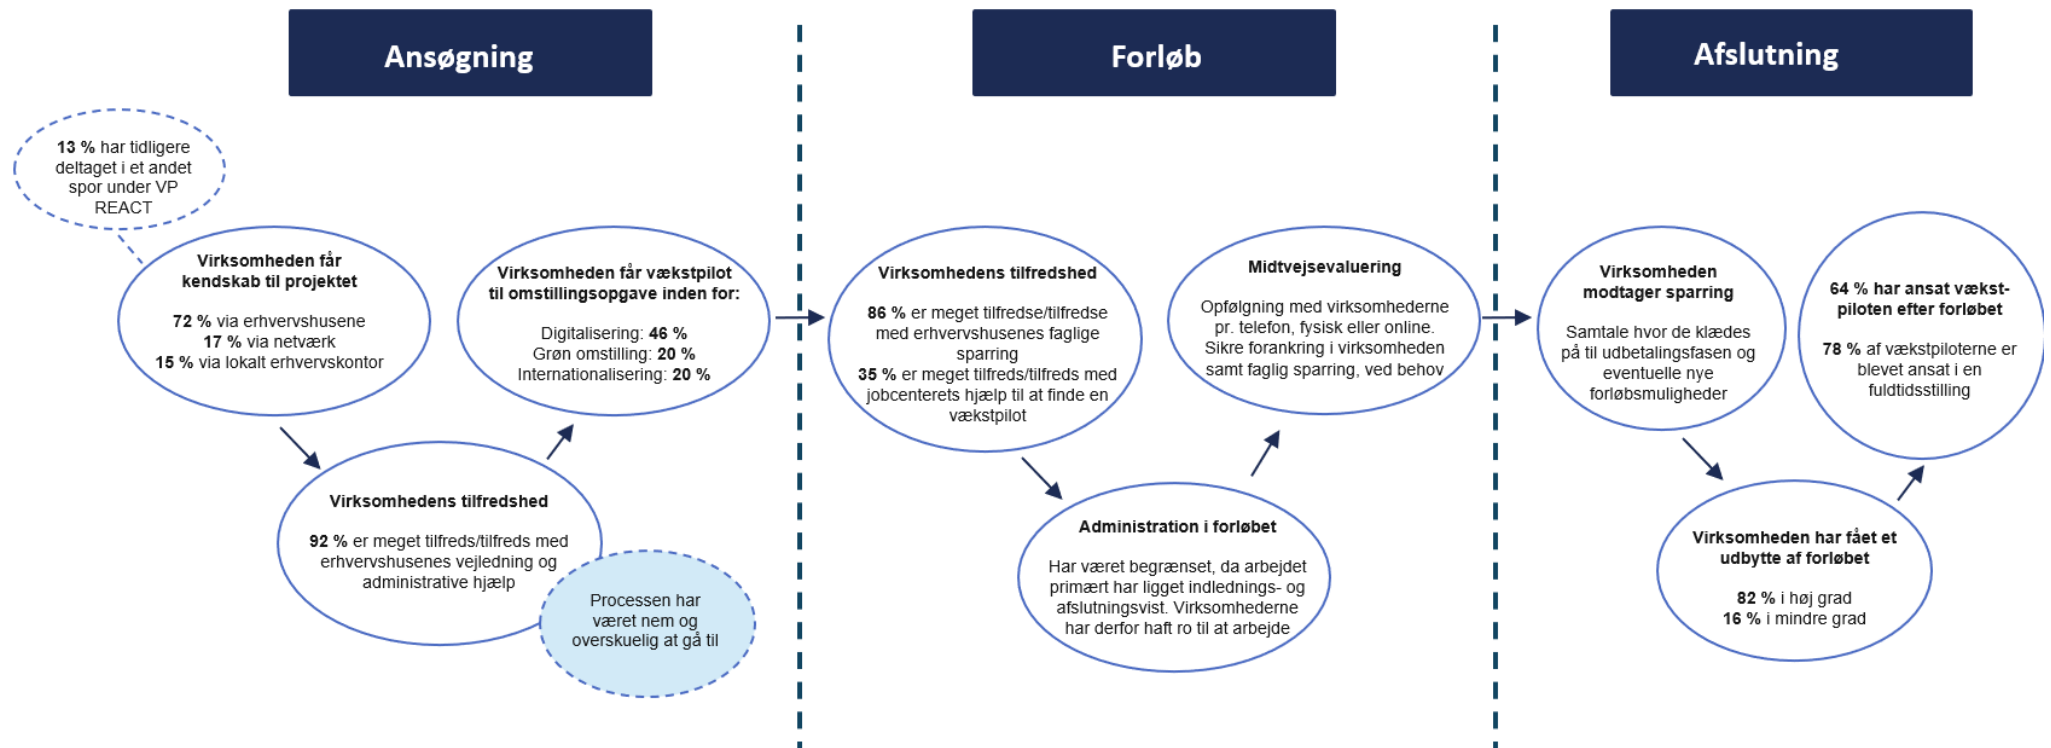 Ansøgning
13 % har tidligere
deltaget i et andet
spor under VP
REACT
Virksomheden får
kendskab til projektet
72 % via erhvervshusene
17 % via netværk
15 % via lokalt erhvervskontor
Virksomhedens tilfredshed
92 % er meget tilfreds/tilfreds med
erhvervshusenes vejledning og
administrative hjælp
Processen har
været nem og
overskuelig at gå til
Virksomheden får vækstpilot
til omstillingsopgave inden for:
Digitalisering: 46 %
Grøn omstilling: 20 %
Internationalisering: 20 %
Forløb
Virksomhedens tilfredshed
86 % er meget tilfredse/tilfredse
med erhvervshusenes faglige
sparring
35 % er meget tilfreds/tilfreds med
jobcenterets hjælp til at finde en
vækstpilot
Administration i forløbet
Har været begrænset, da arbejdet
primært har ligget indlednings- og
afslutningsvist. Virksomhederne
har derfor haft ro til at arbejde
Midtvejsevaluering
Opfølgning med virksomhederne
pr. telefon, fysisk eller online.
Sikre forankring i virksomheden
samt faglig sparring, ved behov
Afslutning
Virksomheden
modtager sparring
Samtale hvor de klædes
på til udbetalingsfasen og
eventuelle nye
forløbsmuligheder
Virksomheden har fået et
udbytte af forløbet
82 % i høj grad
16 % i mindre grad
64 % har ansat vækst-
piloten efter forløbet
78 % af vækstpiloterne er
blevet ansat i en
fuldtidsstilling